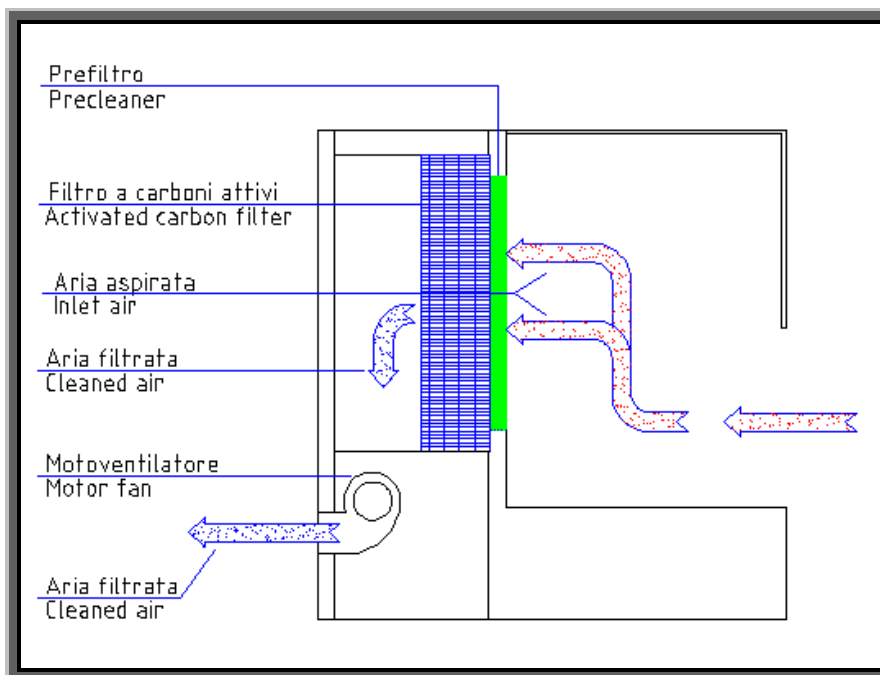 Prefiltro
Precleaner
Filtro a carboni attivi
Activated carbon filter
Aria aspirata
Inlet air
Aria filtrata
Cleaned air
Motoventilatore
Motor fan
Aria filtrata
Cleaned air